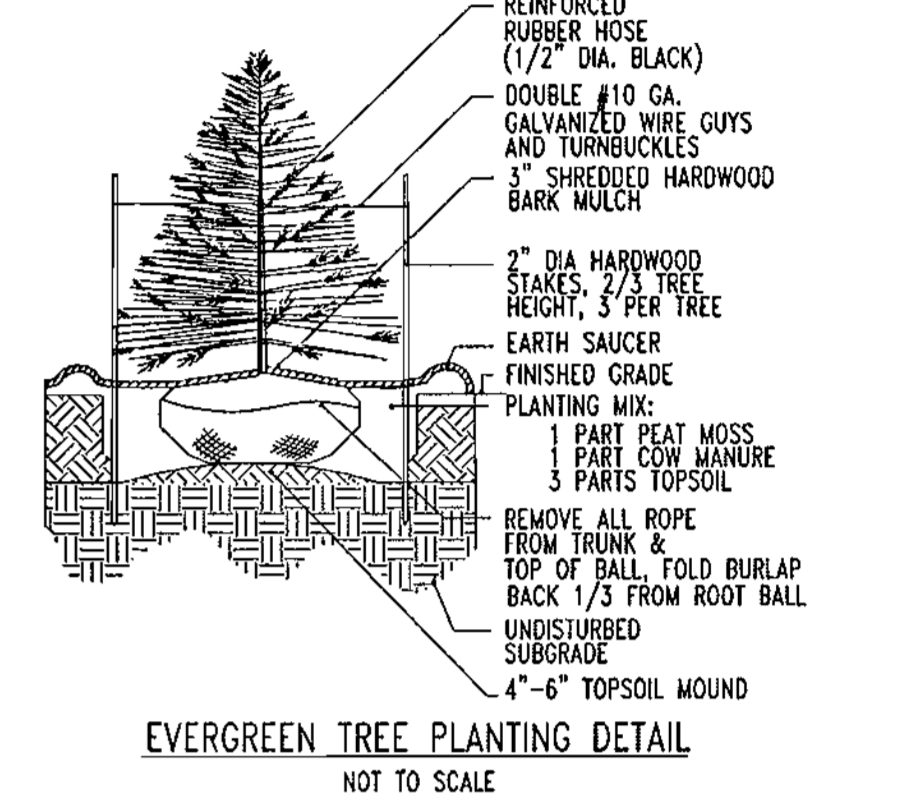 REINFORCED
RUBBER HOSE
(1/2" DIA. BLACK)
DOUBLE #10 GA.
GALVANIZED WIRE GUYS
AND TURNBUCKLES
3" SHREDDED HARDWOOD
BARK MULCH
2" DIA HARDWOOD
STAKES, 2/3 TREE
HEIGHT, 3 PER TREE
EARTH SAUCER
FINISHED GRADE
PLANTING MIX:
1 PART PEAT MOSS
1 PART COW MANURE
3 PARTS TOPSOIL
REMOVE ALL ROPE
FROM TRUNK &
TOP OF BALL, FOLD BURLAP
BACK 1/3 FROM ROOT BALL
UNDISTURBED
SUBGRADE
4"-6" TOPSOIL MOUND
EVERGREEN TREE PLANTING DETAIL
NOT TO SCALE